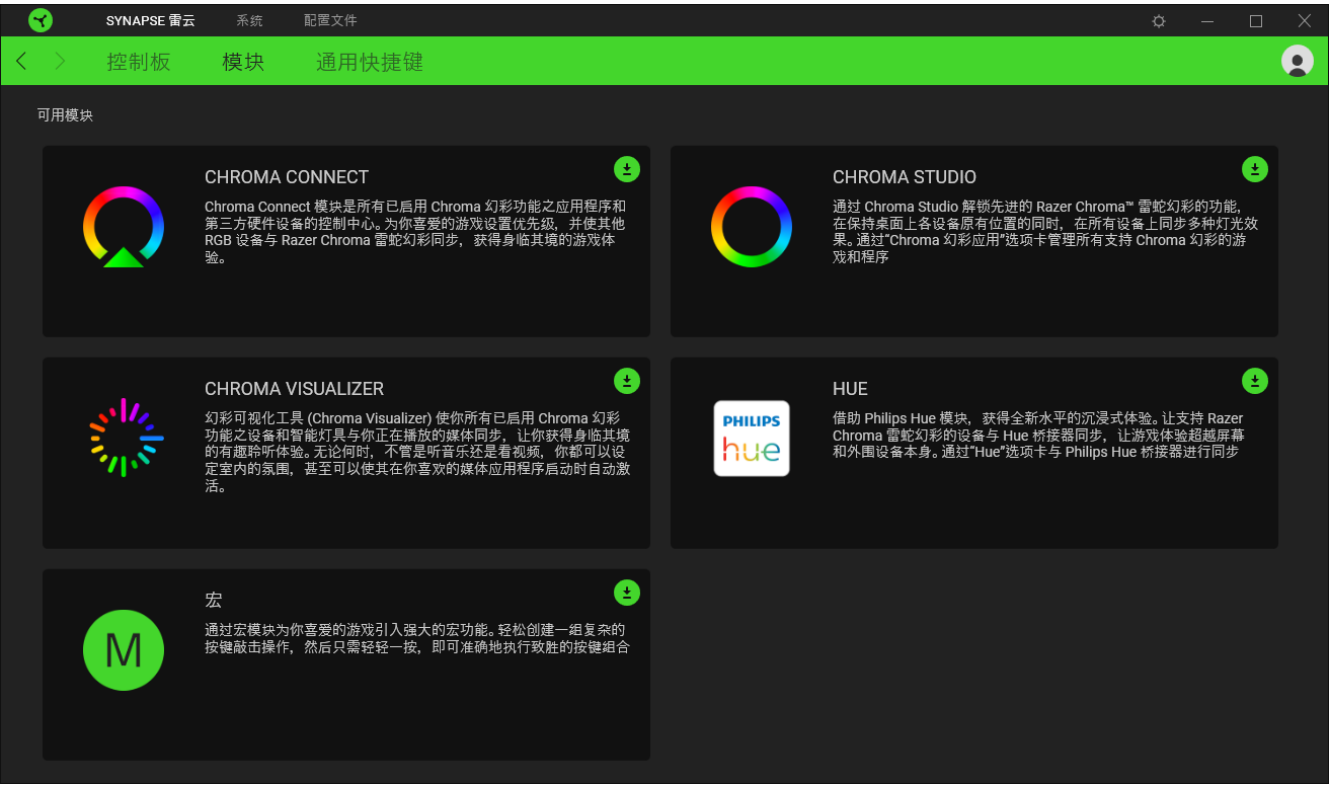 SYNAPSE 雷云 系统 配置文件
控制板 模块 通用快捷键
可用模块
CHROMA CONNECT
Chroma Connect 模块是所有已启用 Chroma 幻彩功能之应用程序和
第三方硬件设备的控制中心。为你喜爱的游戏设置优先级，并使其他
RGB 设备与 Razer Chroma 雷蛇幻彩同步，获得身临其境的游戏体
验。
CHROMA STUDIO
通过 Chroma Studio 解锁先进的 Razer Chroma™ 雷蛇幻彩的功能，
在保持桌面上各设备原有位置的同时，在所有设备上同步多种灯光效
果。通过“Chroma 幻彩应用”选项卡管理所有支持 Chroma 幻彩的游
戏和程序
CHROMA VISUALIZER
幻彩可视化工具 (Chroma Visualizer) 使你所有已启用 Chroma 幻彩
功能之设备和智能灯具与你正在播放的媒体同步，让你获得身临其境
的有趣聆听体验。无论何时，不管是听音乐还是看视频，你都可以设
定室内的氛围，甚至可以使其在你喜欢的媒体应用程序启动时自动激
活。
PHILIPS
hue
HUE
借助 Philips Hue 模块，获得全新水平的沉浸式体验。让支持 Razer
Chroma 雷蛇幻彩的设备与 Hue 桥接器同步，让游戏体验超越屏幕
和外围设备本身。通过“Hue”选项卡与 Philips Hue 桥接器进行同步
M
宏
通过宏模块为你喜爱的游戏引入强大的宏功能。轻松创建一组复杂的
按键敲击操作，然后只需轻轻一按，即可准确地执行致胜的按键组合